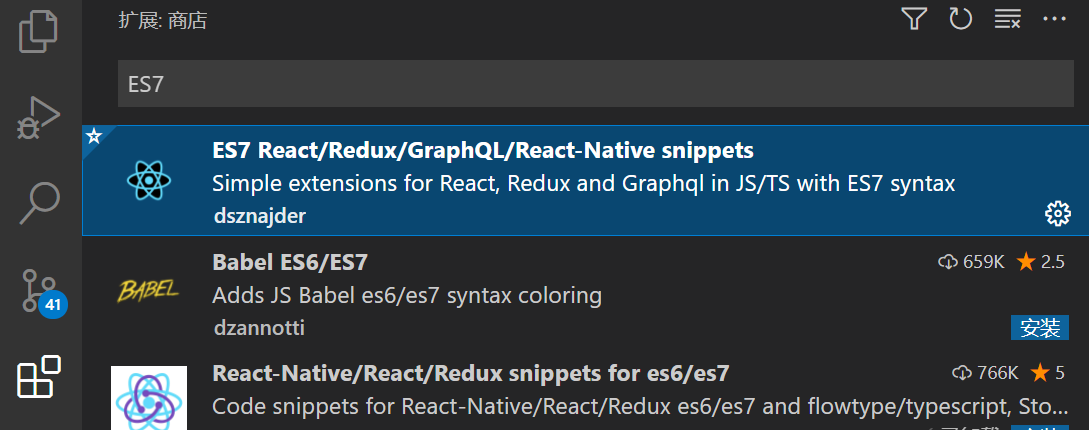 扩展: 商店
ES7
ES7 React/Redux/GraphQL/React-Native snippets
Simple extensions for React, Redux and Graphql in JS/TS with ES7 syntax
dsznajder
Babel ES6/ES7
659K
2.5
BABEL
Adds JS Babel es6/es7 syntax coloring
dzannotti
安装
41
React-Native/React/Redux snippets for es6/es7
766K
5
Code snippets for React-Native/React/Redux es6/es7 and flowtype/typescript, Sto...